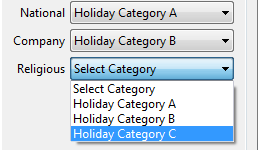 National Holiday Category A
Company Holiday Category B
Religious Select Category
Select Category
Holiday Category A
Holiday Category B
Holiday Category C